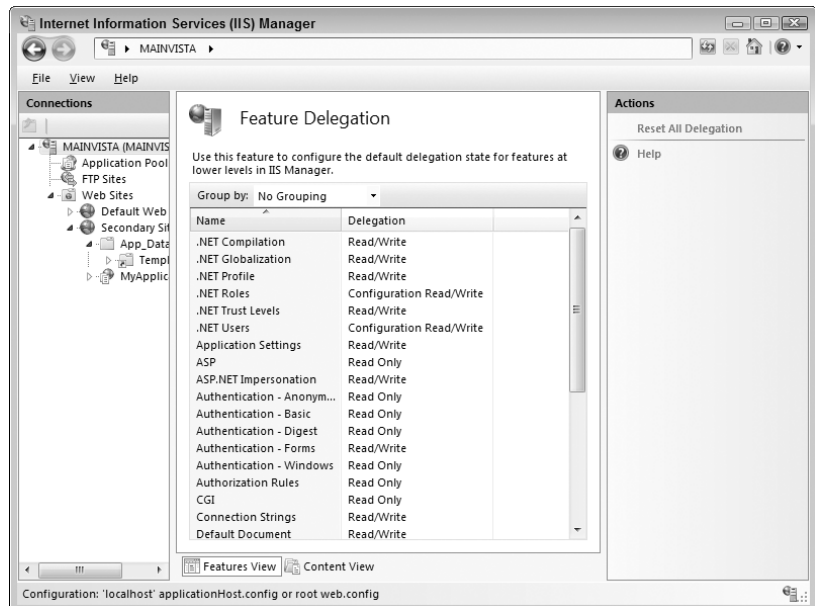 Internet Information Services (IIS) Manager
MAINVISTA
File View Help
Connections
MAINVISTA (MAINVIS
Application Pool
FTP Sites
Web Sites
Default Web
Secondary Sit
App_Data
Templ
MyApplic
Feature Delegation
Use this feature to configure the default delegation state for features at
lower levels in IIS Manager.
Group by: No Grouping
Name Delegation
.NET Compilation Read/Write
.NET Globalization Read/Write
.NET Profile Read/Write
.NET Roles Configuration Read/Write
.NET Trust Levels Read/Write
.NET Users Configuration Read/Write
Application Settings Read/Write
ASP Read Only
ASP.NET Impersonation Read/Write
Authentication - Anonym... Read Only
Authentication - Basic Read Only
Authentication - Digest Read Only
Authentication - Forms Read/Write
Authentication - Windows Read Only
Authorization Rules Read Only
CGI Read Only
Connection Strings Read/Write
Default Document Read/Write
Features View Content View
Actions
Reset All Delegation
Help
Configuration: 'localhost' applicationHost.config or root web.config